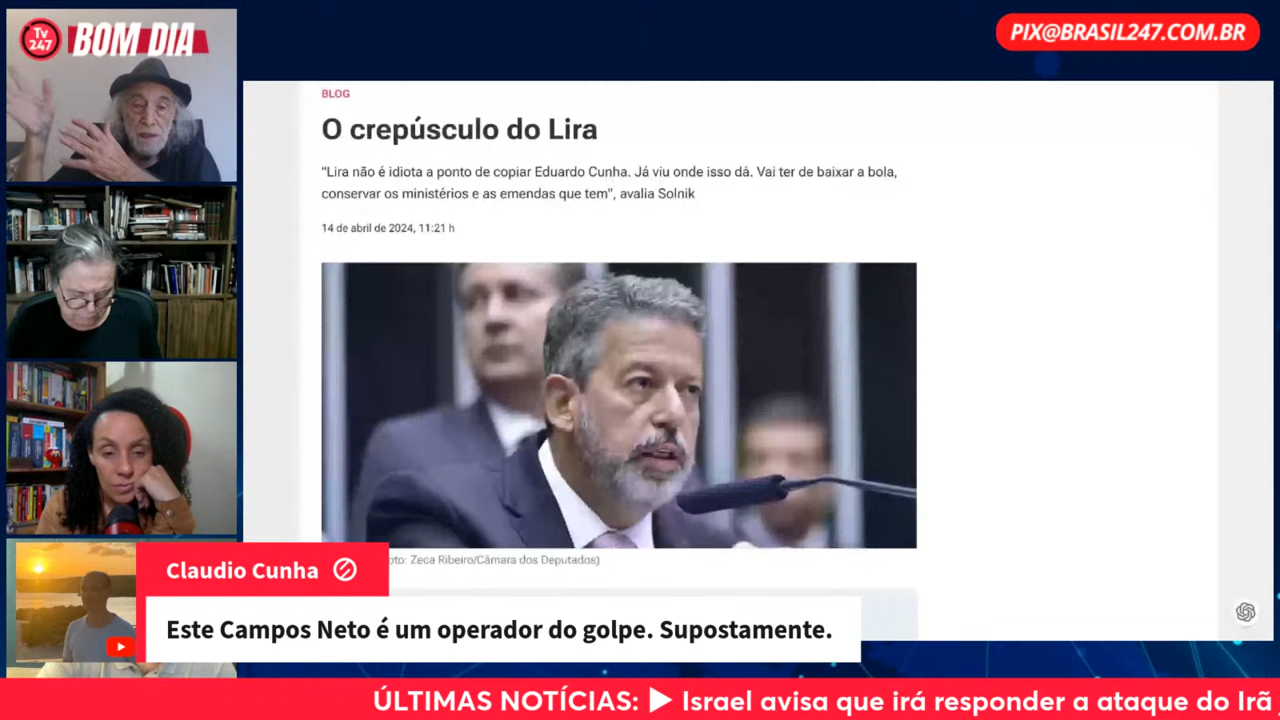 Tv
247
BOM DIA
PIX@BRASIL247.COM.BR
BLOG
O crepúsculo do Lira
"Lira não é idiota a ponto de copiar Eduardo Cunha. Já viu onde isso dá. Vai ter de baixar a bola,
conservar os ministérios e as emendas que tem", avalia Solnik
14 de abril de 2024, 11:21 h
Zeca Ribeiro/Câmara dos Deputados)
Claudio Cunha
Este Campos Neto é um operador do golpe. Supostamente.
ÚLTIMAS NOTÍCIAS: ▶ Israel avisa que irá responder a ataque do Irã